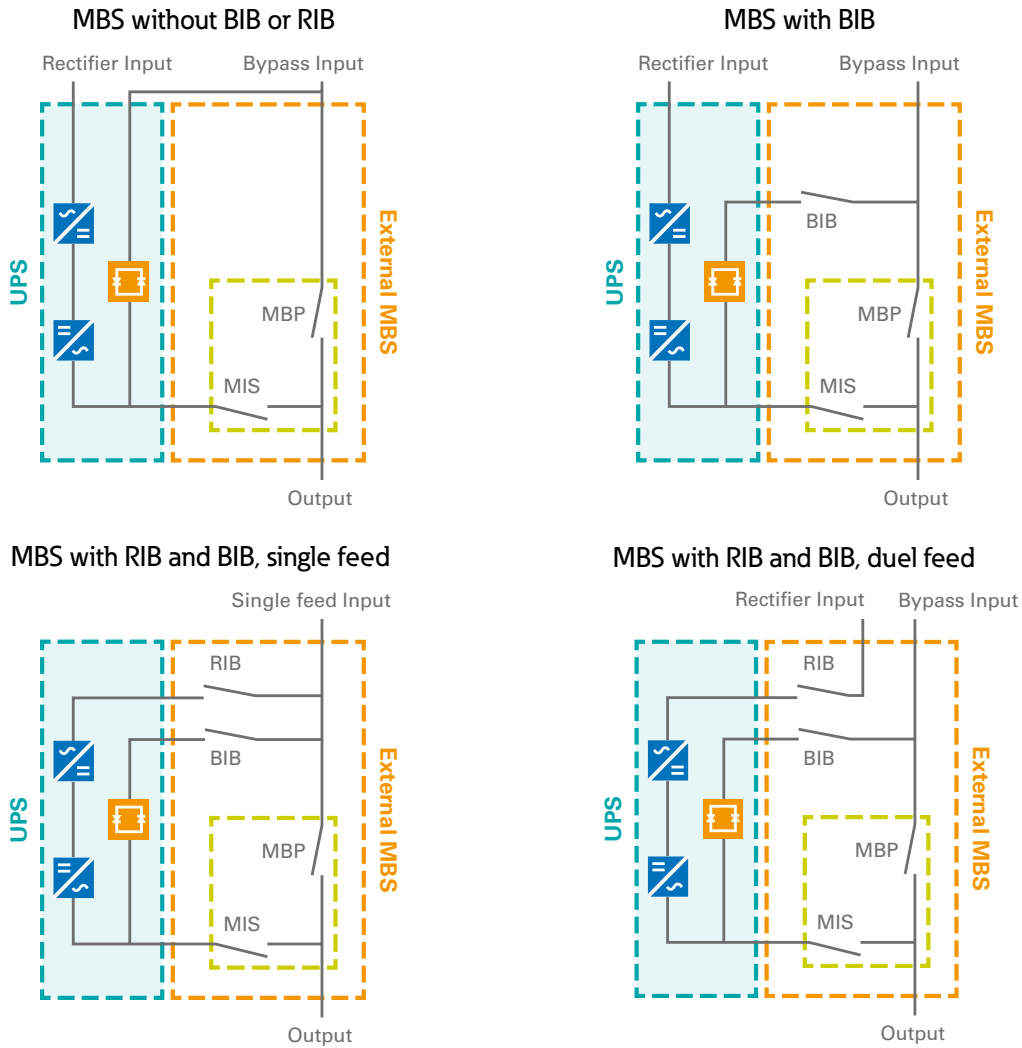 MBS without BIB or RIB
Rectifier Input
Bypass Input
UPS
External MBS
MBP
MIS
Output
MBS with BIB
Rectifier Input
Bypass Input
BIB
UPS
External MBS
MBP
MIS
Output
MBS with RIB and BIB, single feed
Single feed Input
RIB
BIB
UPS
External MBS
MBP
MIS
Output
MBS with RIB and BIB, duel feed
Rectifier Input
Bypass Input
RIB
BIB
UPS
External MBS
MBP
MIS
Output